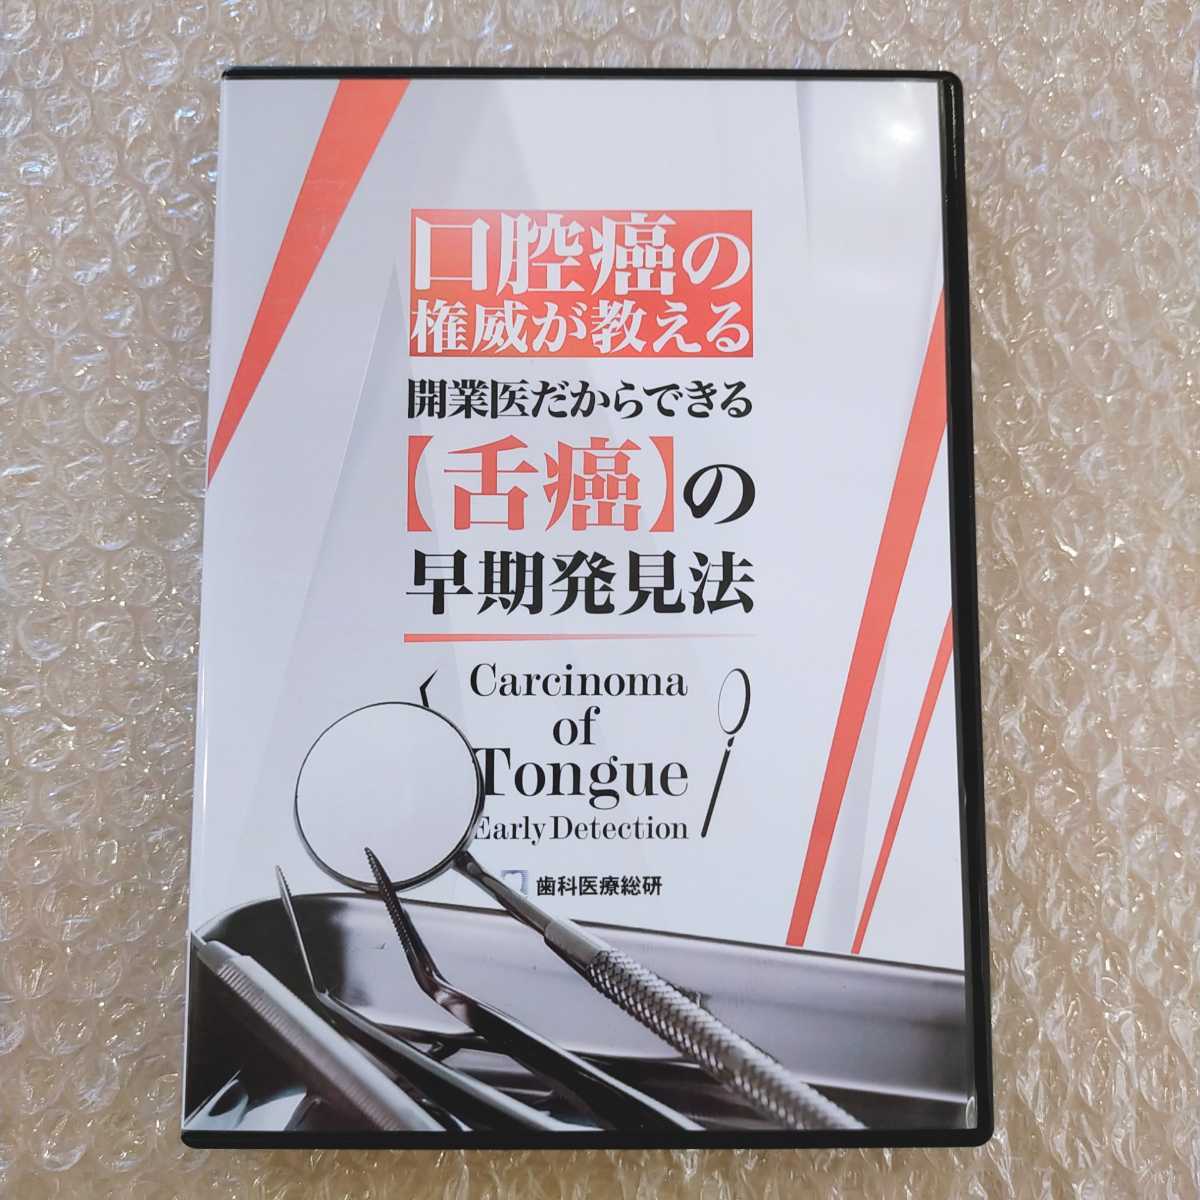 口腔癌の
権威が教える
開業医だからできる
【舌癌】の
早期発見法
Carcinoma
of
Tongue
Early Detection
歯科医療総研